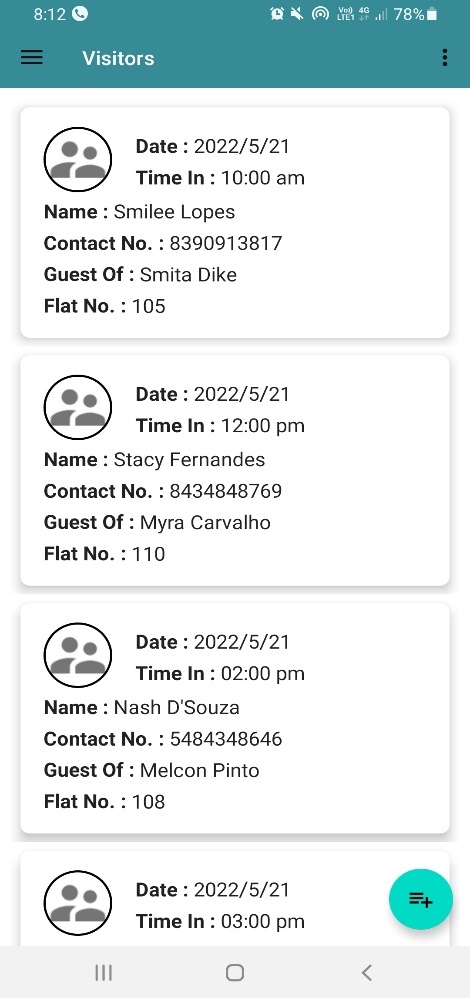 8:12 Vo)) 4G LTE1 78%
Visitors
Date : 2022/5/21
Time In : 10:00 am
Name : Smilee Lopes
Contact No. : 8390913817
Guest Of : Smita Dike
Flat No. : 105
Date : 2022/5/21
Time In : 12:00 pm
Name : Stacy Fernandes
Contact No. : 8434848769
Guest Of : Myra Carvalho
Flat No. : 110
Date : 2022/5/21
Time In : 02:00 pm
Name : Nash D'Souza
Contact No. : 5484348646
Guest Of : Melcon Pinto
Flat No. : 108
Date : 2022/5/21
Time In : 03:00 pm